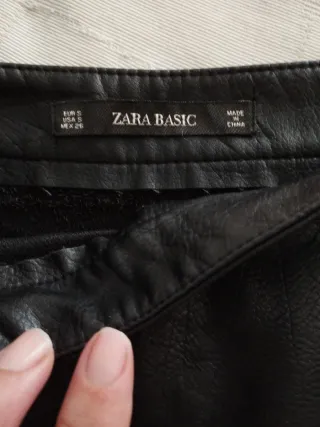 EUR S
USA S
MEX 26
ZARA BASIC
MADE
IN
CHINA